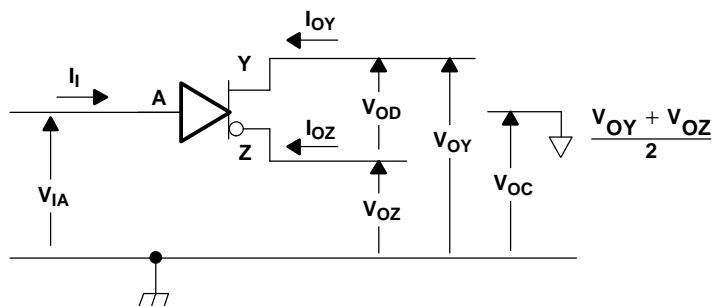 I_OY
Y
I_I
A
V_OD
V_OY
V_OY + V_OZ
2
I_OZ
Z
V_IA
V_OZ
V_OC